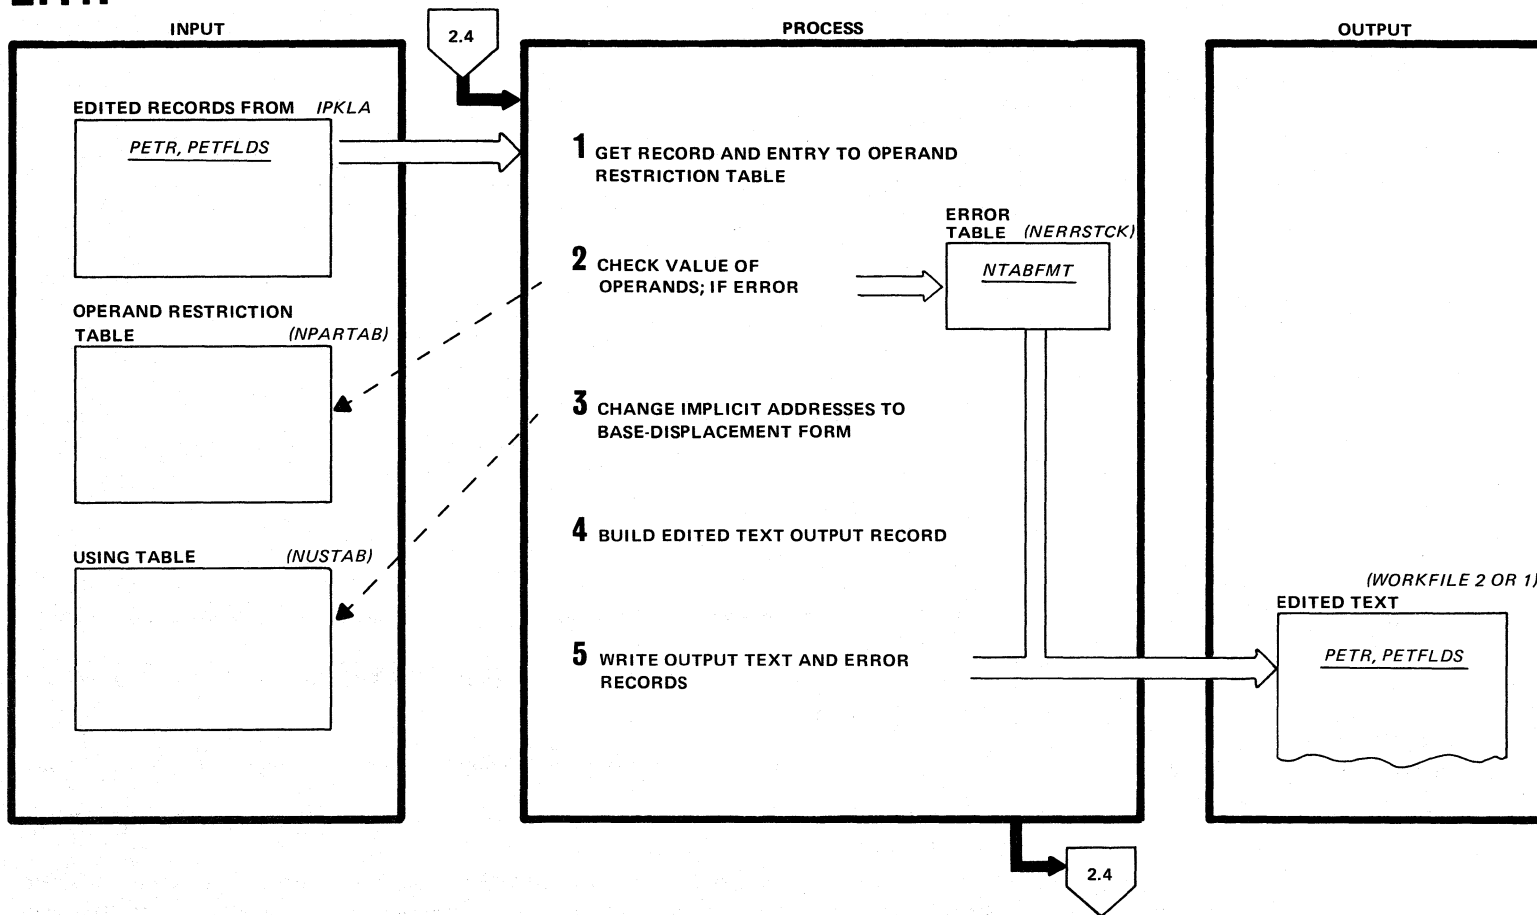 INPUT
2.4
PROCESS
OUTPUT
EDITED RECORDS FROM IPKLA
PETR, PETFLDS
OPERAND RESTRICTION
TABLE (NPARTAB)
USING TABLE (NUSTAB)
1 GET RECORD AND ENTRY TO OPERAND
RESTRICTION TABLE
ERROR
TABLE (NERRSTCK)
NTABFMT
2 CHECK VALUE OF
OPERANDS; IF ERROR
3 CHANGE IMPLICIT ADDRESSES TO
BASE-DISPLACEMENT FORM
4 BUILD EDITED TEXT OUTPUT RECORD
5 WRITE OUTPUT TEXT AND ERROR
RECORDS
(WORKFILE 2 OR 1)
EDITED TEXT
PETR, PETFLDS
2.4